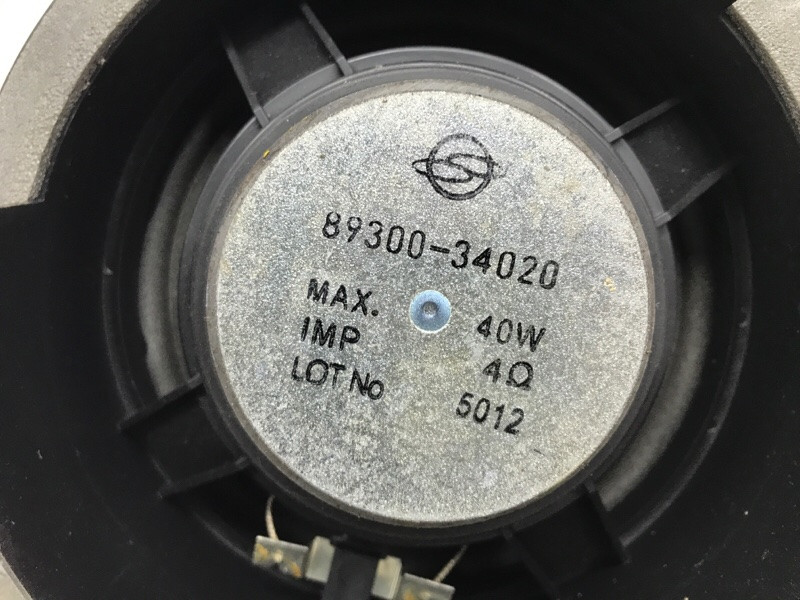 89300-34020
MAX. 40W
IMP 4Ω
LOT No 5012